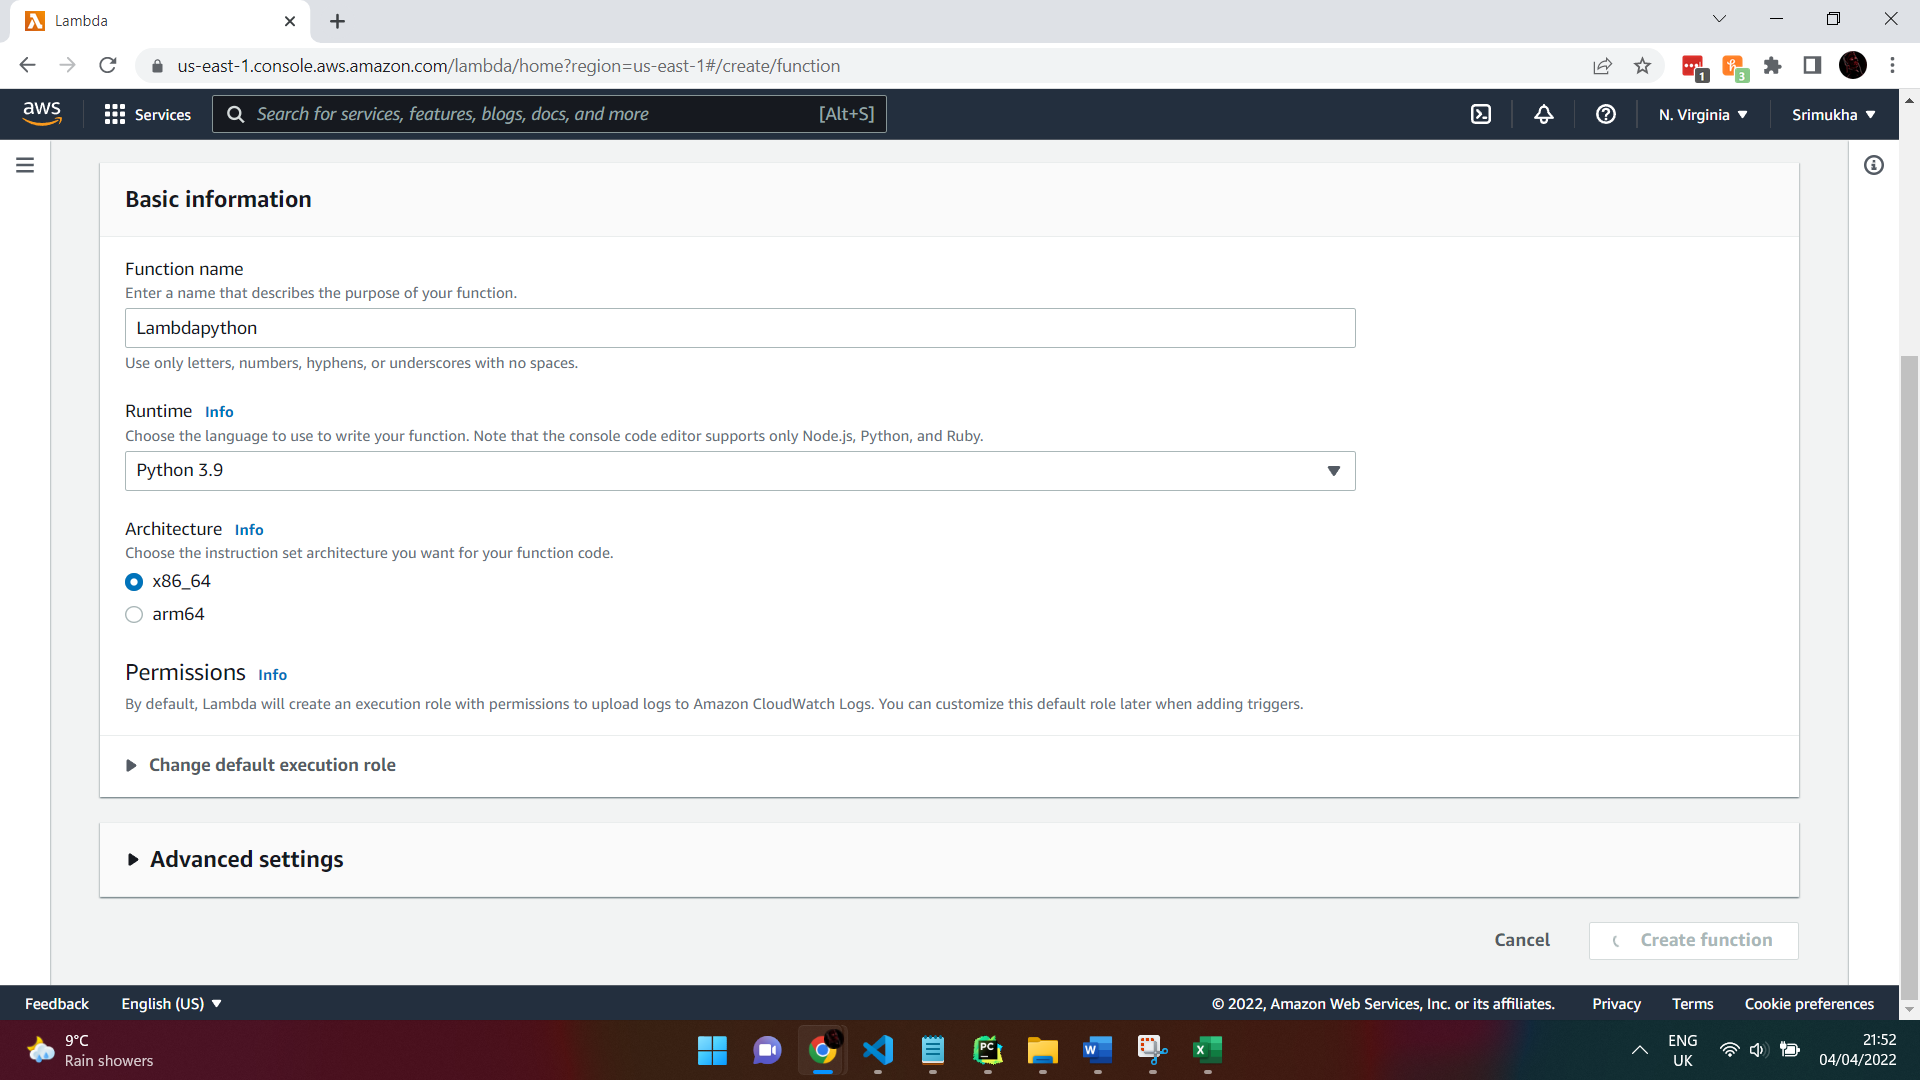 Lambda
us-east-1.console.aws.amazon.com/lambda/home?region=us-east-1#/create/function
1
3
aws
Services
Search for services, features, blogs, docs, and more
[Alt+S]
N. Virginia
Srimukha
Basic information
Function name
Enter a name that describes the purpose of your function.
Lambdapython
Use only letters, numbers, hyphens, or underscores with no spaces.
Runtime Info
Choose the language to use to write your function. Note that the console code editor supports only Node.js, Python, and Ruby.
Python 3.9
Architecture Info
Choose the instruction set architecture you want for your function code.
x86_64
arm64
Permissions Info
By default, Lambda will create an execution role with permissions to upload logs to Amazon CloudWatch Logs. You can customize this default role later when adding triggers.
Change default execution role
Advanced settings
Cancel
Create function
Feedback
English (US)
© 2022, Amazon Web Services, Inc. or its affiliates.
Privacy
Terms
Cookie preferences
9°C
Rain showers
PC
W
X
ENG
UK
21:52
04/04/2022